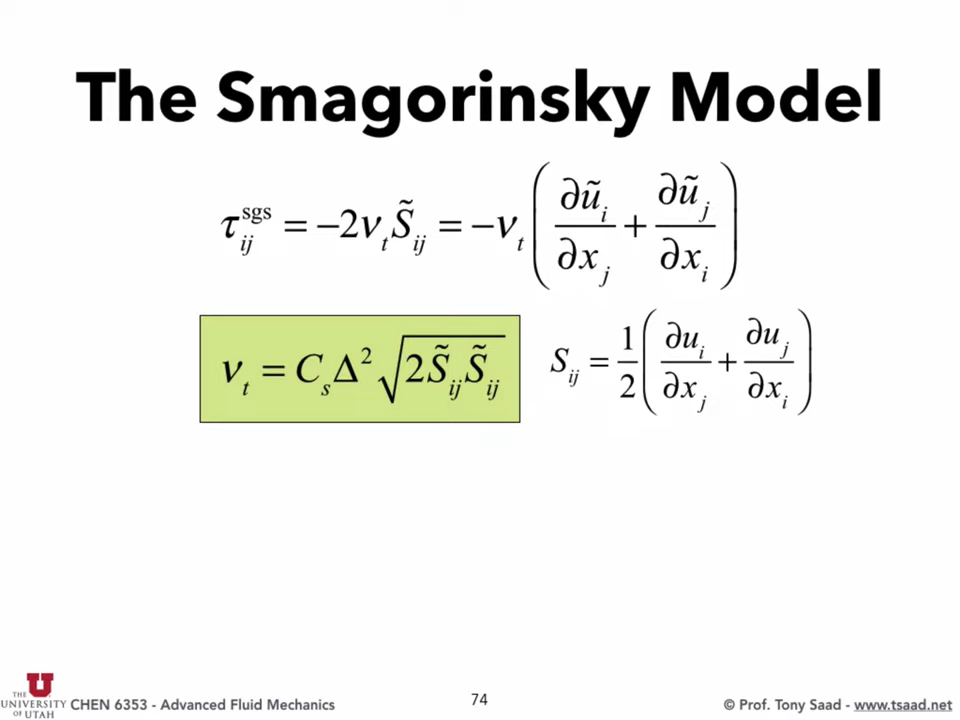 The Smagorinsky Model
τ_ij^sgs = −2ν_t S̃_ij = −ν_t ( ∂ũ_i/∂x_j + ∂ũ_j/∂x_i )
ν_t = C_s Δ² √(2S̃_ij S̃_ij)
S_ij = 1/2 ( ∂u_i/∂x_j + ∂u_j/∂x_i )
THE UNIVERSITY OF UTAH
CHEN 6353 - Advanced Fluid Mechanics
74
© Prof. Tony Saad - www.tsaad.net